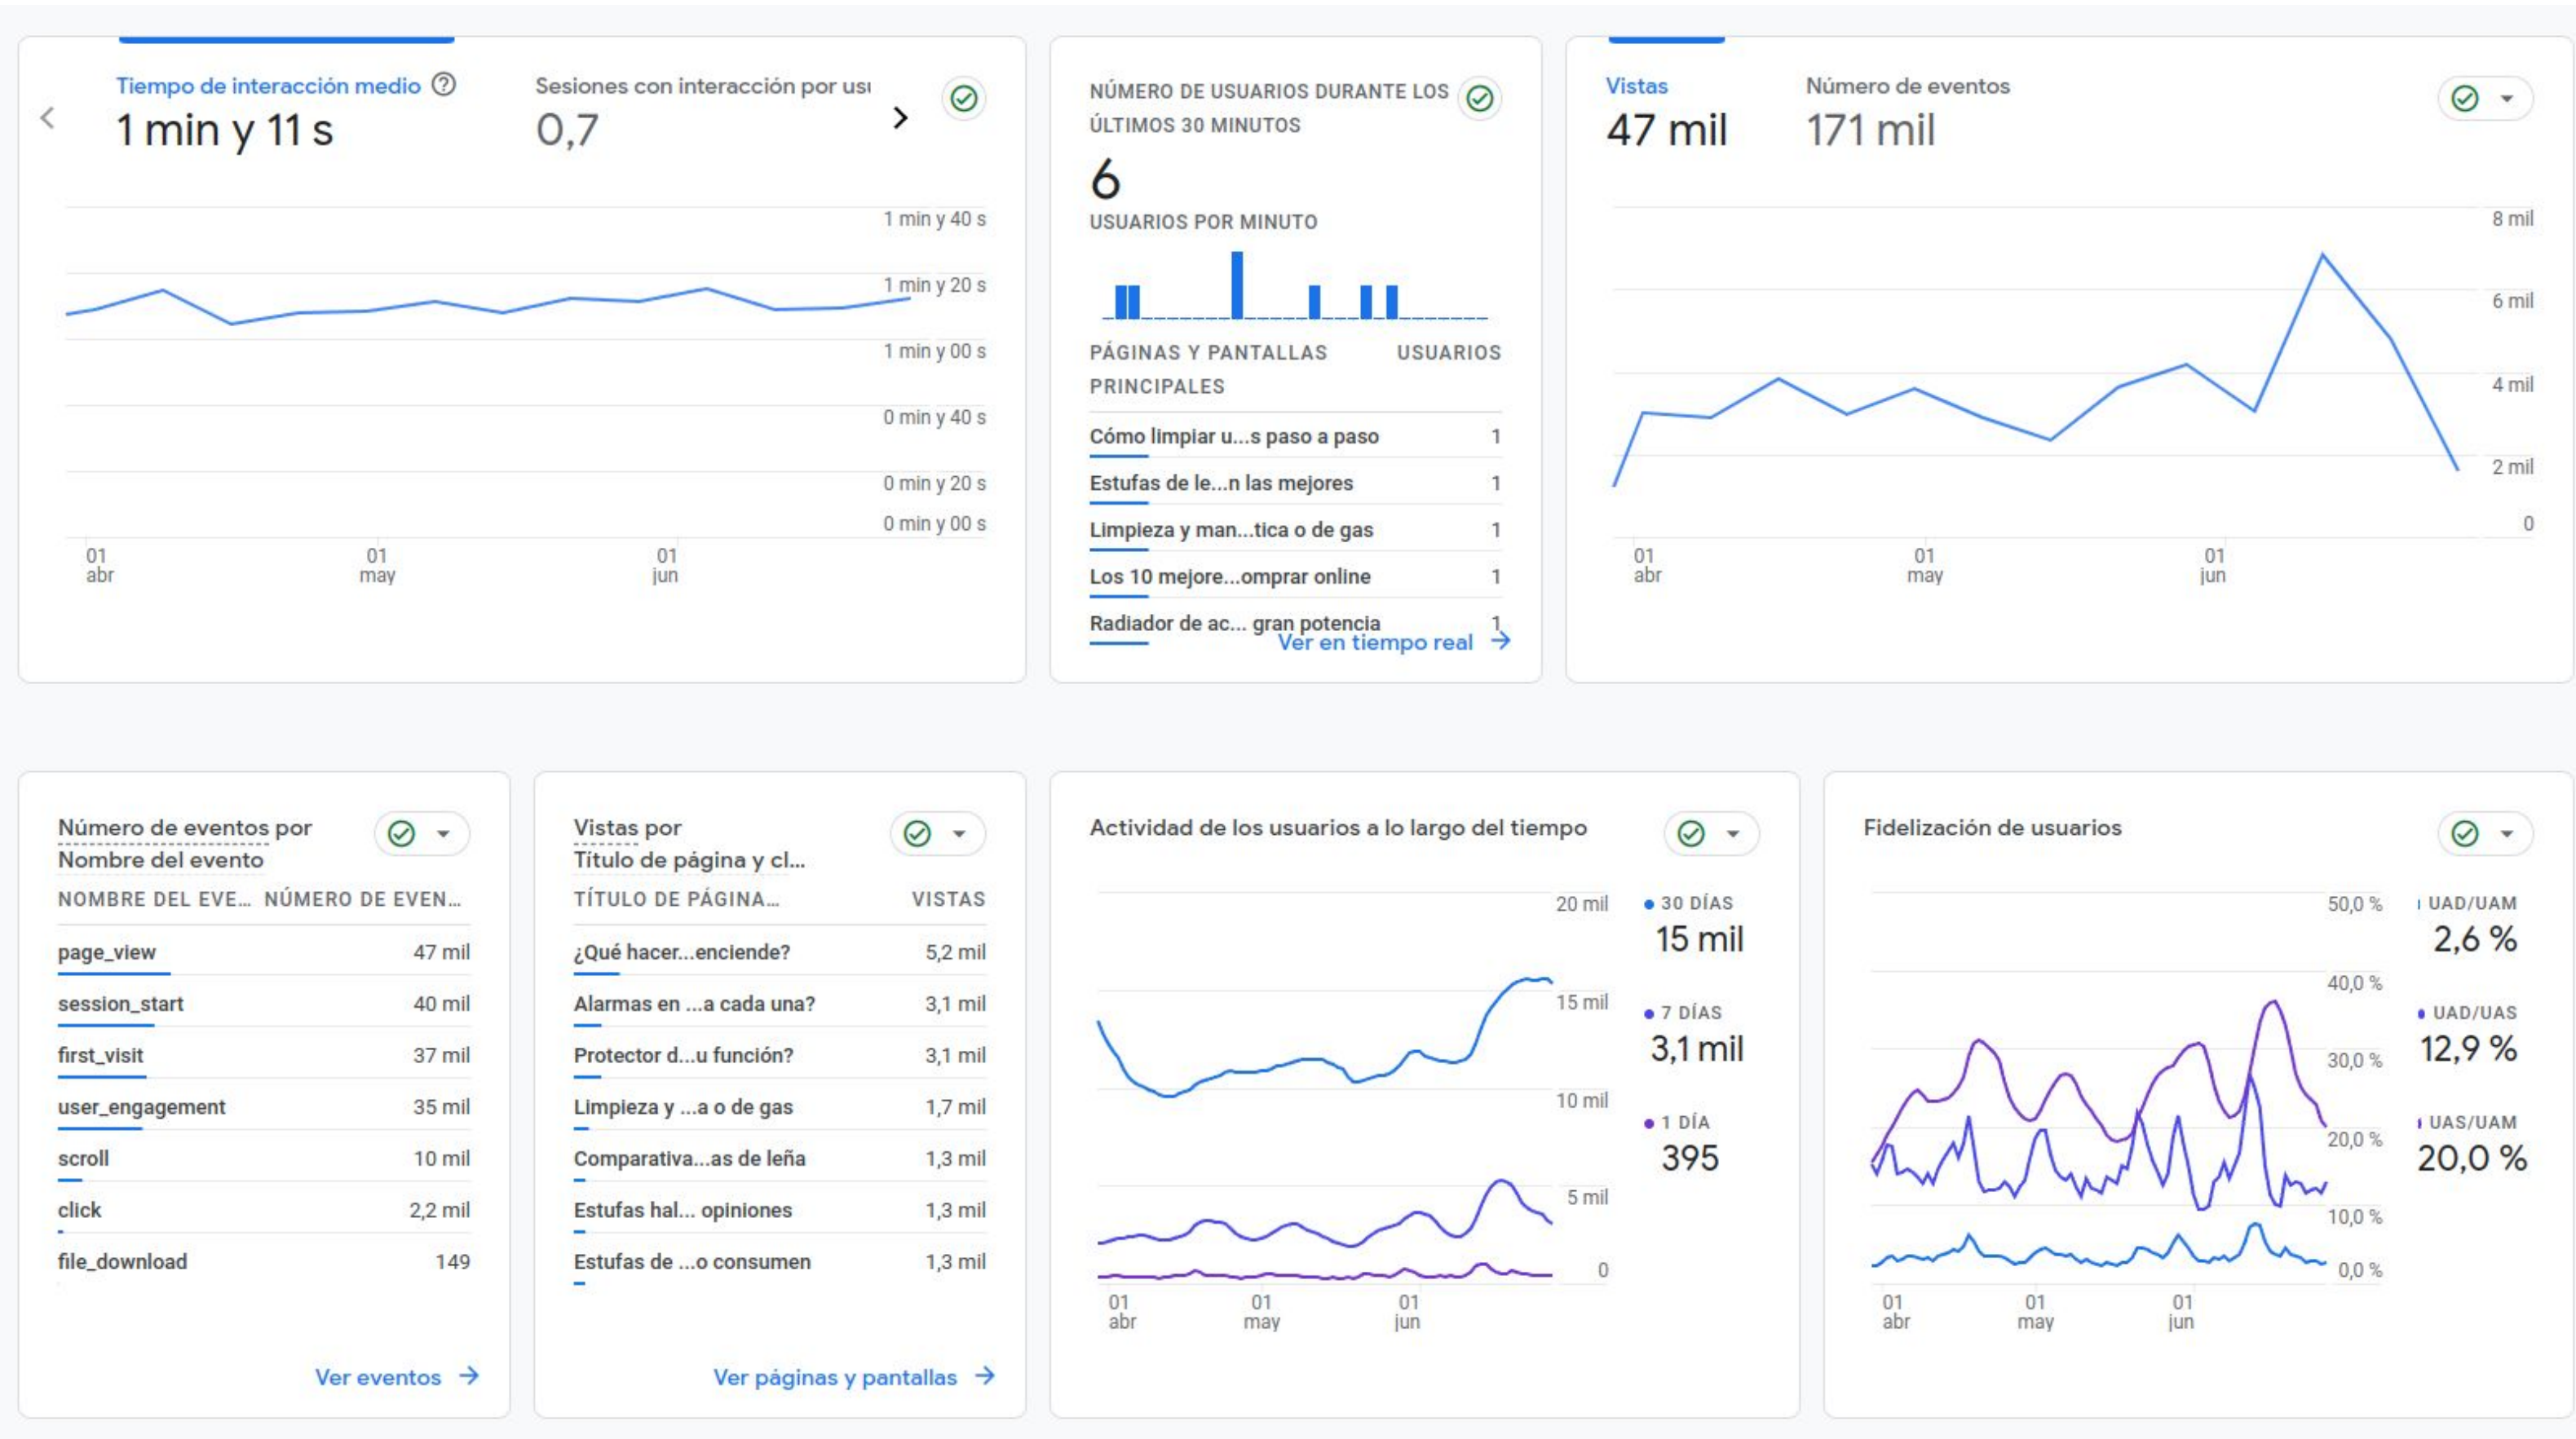 Tiempo de interacción medio
1 min y 11 s
Sesiones con interacción por usu
0,7
1 min y 40 s
1 min y 20 s
1 min y 00 s
0 min y 40 s
0 min y 20 s
0 min y 00 s
01 abr
01 may
01 jun
NÚMERO DE USUARIOS DURANTE LOS
ÚLTIMOS 30 MINUTOS
6
USUARIOS POR MINUTO
PÁGINAS Y PANTALLAS PRINCIPALES USUARIOS
Cómo limpiar u...s paso a paso 1
Estufas de le...n las mejores 1
Limpieza y man...tica o de gas 1
Los 10 mejore...omprar online 1
Radiador de ac... gran potencia 1
Ver en tiempo real
Vistas
47 mil
Número de eventos
171 mil
8 mil
6 mil
4 mil
2 mil
0
01 abr
01 may
01 jun
Número de eventos por
Nombre del evento
NOMBRE DEL EVE... NÚMERO DE EVEN...
page_view 47 mil
session_start 40 mil
first_visit 37 mil
user_engagement 35 mil
scroll 10 mil
click 2,2 mil
file_download 149
Ver eventos
Vistas por
Título de página y cl...
TÍTULO DE PÁGINA... VISTAS
¿Qué hacer...enciende? 5,2 mil
Alarmas en ...a cada una? 3,1 mil
Protector d...u función? 3,1 mil
Limpieza y ...a o de gas 1,7 mil
Comparativa...as de leña 1,3 mil
Estufas hal... opiniones 1,3 mil
Estufas de ...o consumen 1,3 mil
Ver páginas y pantallas
Actividad de los usuarios a lo largo del tiempo
20 mil
15 mil
10 mil
5 mil
0
01 abr
01 may
01 jun
30 DÍAS
15 mil
7 DÍAS
3,1 mil
1 DÍA
395
Fidelización de usuarios
50,0 %
40,0 %
30,0 %
20,0 %
10,0 %
0,0 %
01 abr
01 may
01 jun
UAD/UAM
2,6 %
UAD/UAS
12,9 %
UAS/UAM
20,0 %